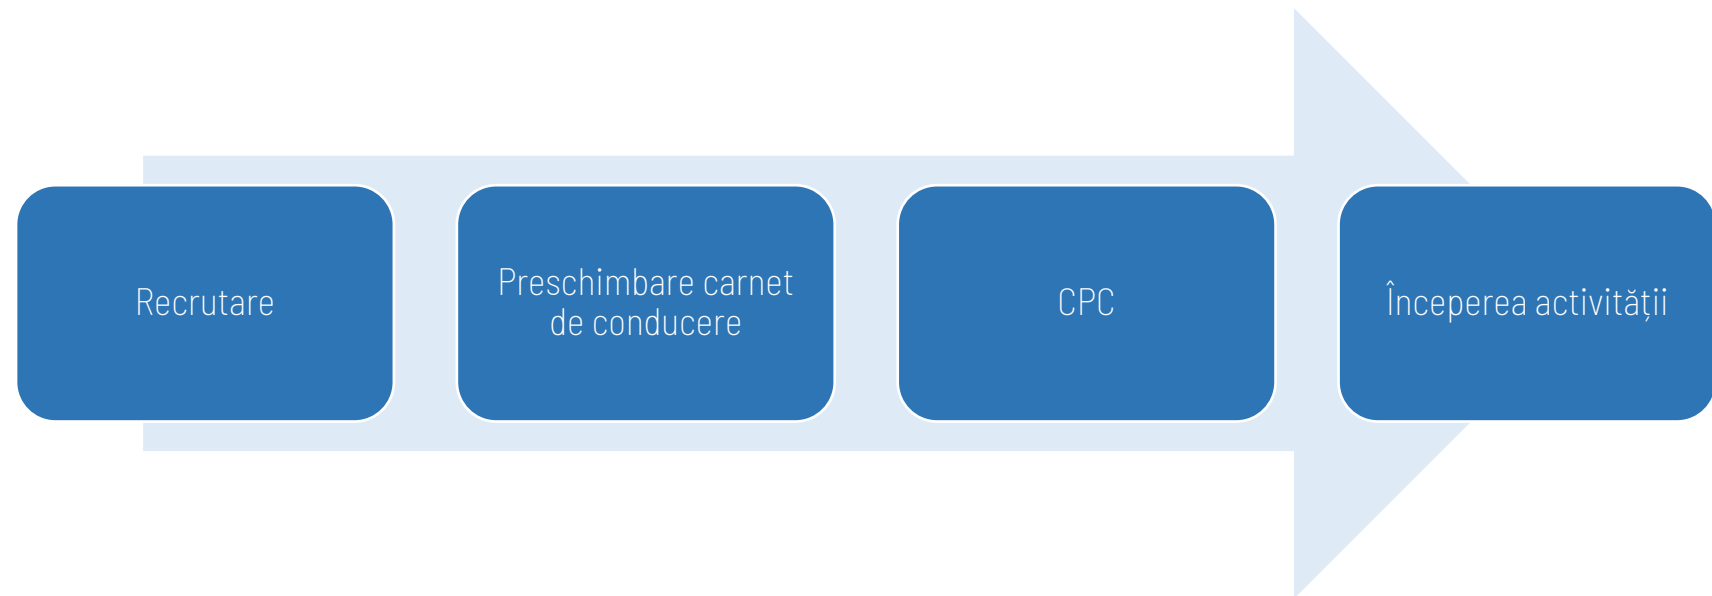 Recrutare
Preschimbare carnet
de conducere
CPC
Începerea activității